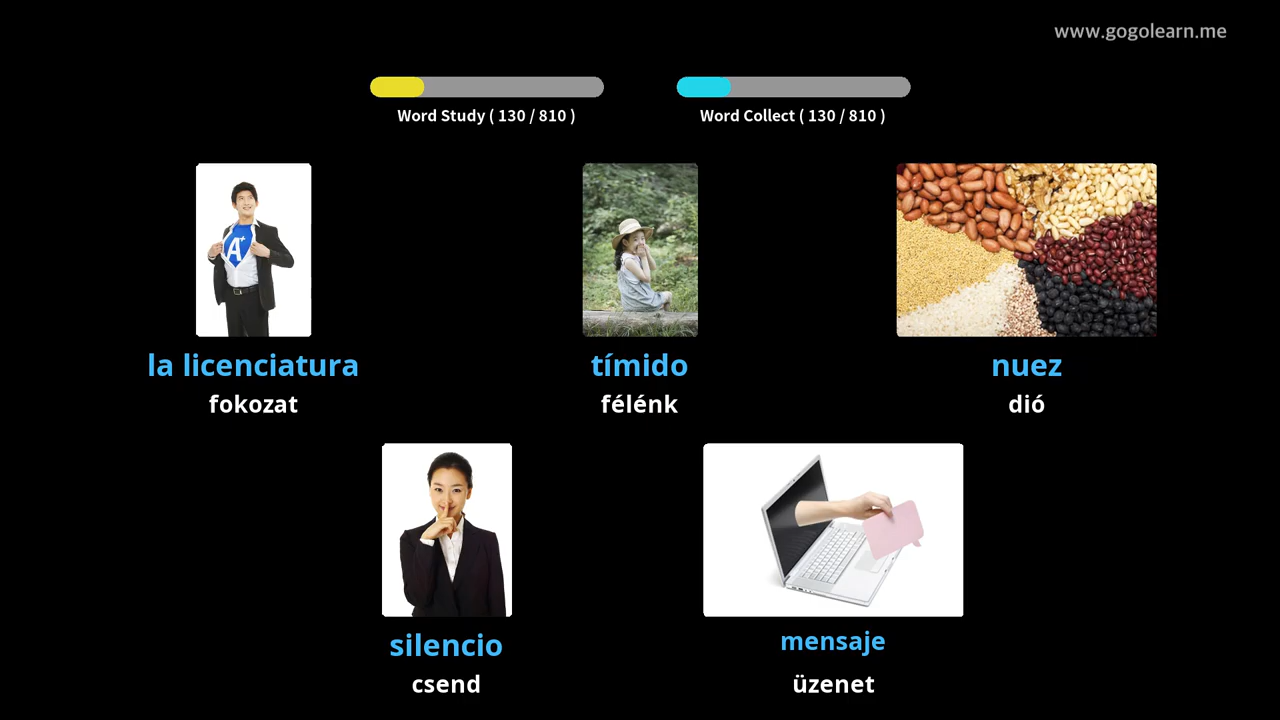 www.gogolearn.me
Word Study ( 130 / 810 )
Word Collect ( 130 / 810 )
A+
la licenciatura
fokozat
tímido
félénk
nuez
dió
silencio
csend
mensaje
üzenet